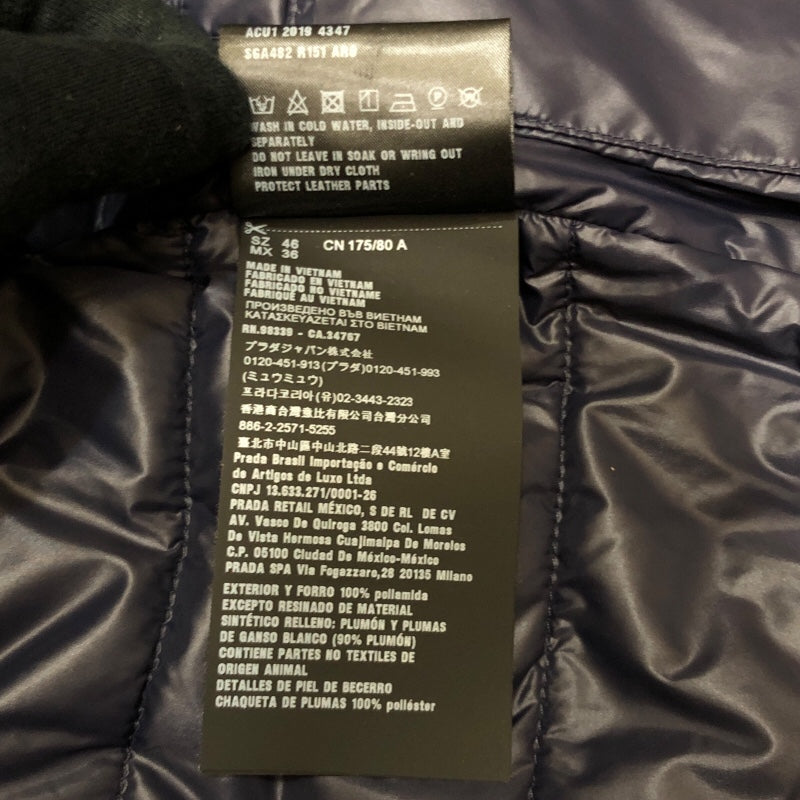 ACU1 2019 4347
SGA462 R151 ARO
WASH IN COLD WATER, INSIDE-OUT AND
SEPARATELY
DO NOT LEAVE IN SOAK OR WRING OUT
IRON UNDER DRY CLOTH
PROTECT LEATHER PARTS
SZ 46 CN 175/80 A
MX 36
MADE IN VIETNAM
FABRICADO EN VIETNAM
FABRICADO NO VIETNAME
FABRIQUÉ AU VIETNAM
ПРОИЗВЕДЕНО ВЪВ ВИЕТНАМ
ΚΑΤΑΣΚΕΥΑΖΕΤΑΙ ΣΤΟ ΒΙΕΤΝΑΜ
RN.98339 - CA.34767
プラダジャパン株式会社
0120-451-913(プラダ)0120-451-993
(ミュウミュウ)
프라다코리아(유)02-3443-2323
香港商台灣普拉達有限公司台灣分公司
886-2-2571-5255
臺北市中山區中山北路二段44號12樓A室
Prada Brasil Importação e Comércio
de Artigos de Luxo Ltda
CNPJ 13.633.271/0001-26
PRADA RETAIL MÉXICO, S DE RL DE CV
AV. Vasco De Quiroga 3800 Col. Lomas
De Vista Hermosa Cuajimalpa De Morelos
C.P. 05100 Ciudad De México-México
PRADA SPA Via Fogazzaro,28 20135 Milano
EXTERIOR Y FORRO 100% poliamida
EXCEPTO RESINADO DE MATERIAL
SINTÉTICO RELLENO: PLUMÓN Y PLUMAS
DE GANSO BLANCO (90% PLUMÓN)
CONTIENE PARTES NO TEXTILES DE
ORIGEN ANIMAL
DETALLES DE PIEL DE BECERRO
CHAQUETA DE PLUMAS 100% poliéster